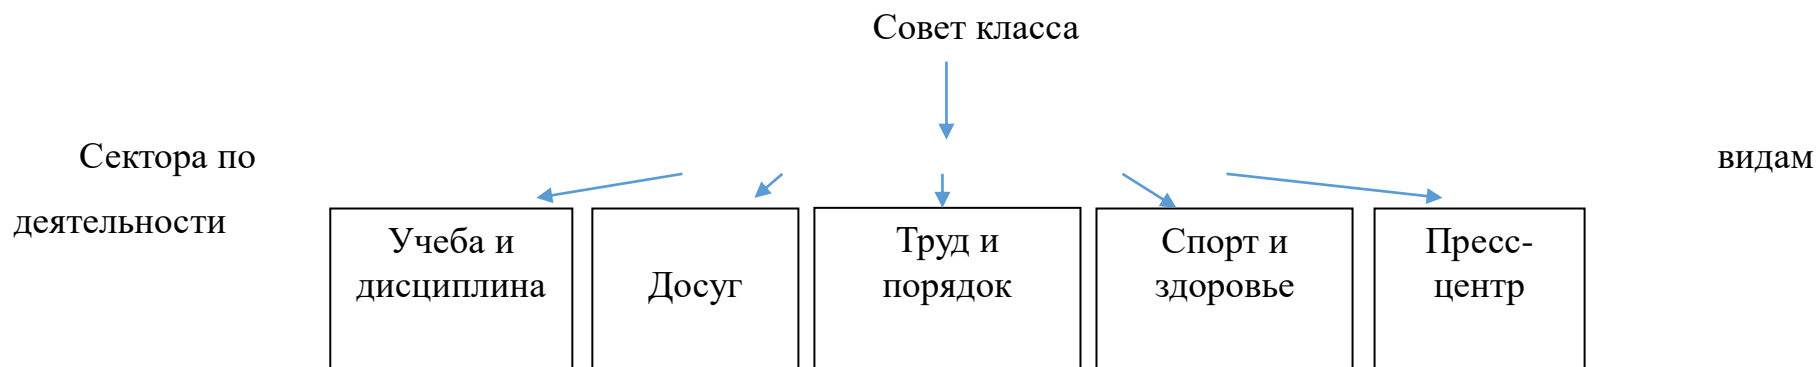 Совет класса
Сектора по видам
деятельности
Учеба и
дисциплина
Досуг
Труд и
порядок
Спорт и
здоровье
Пресс-
центр